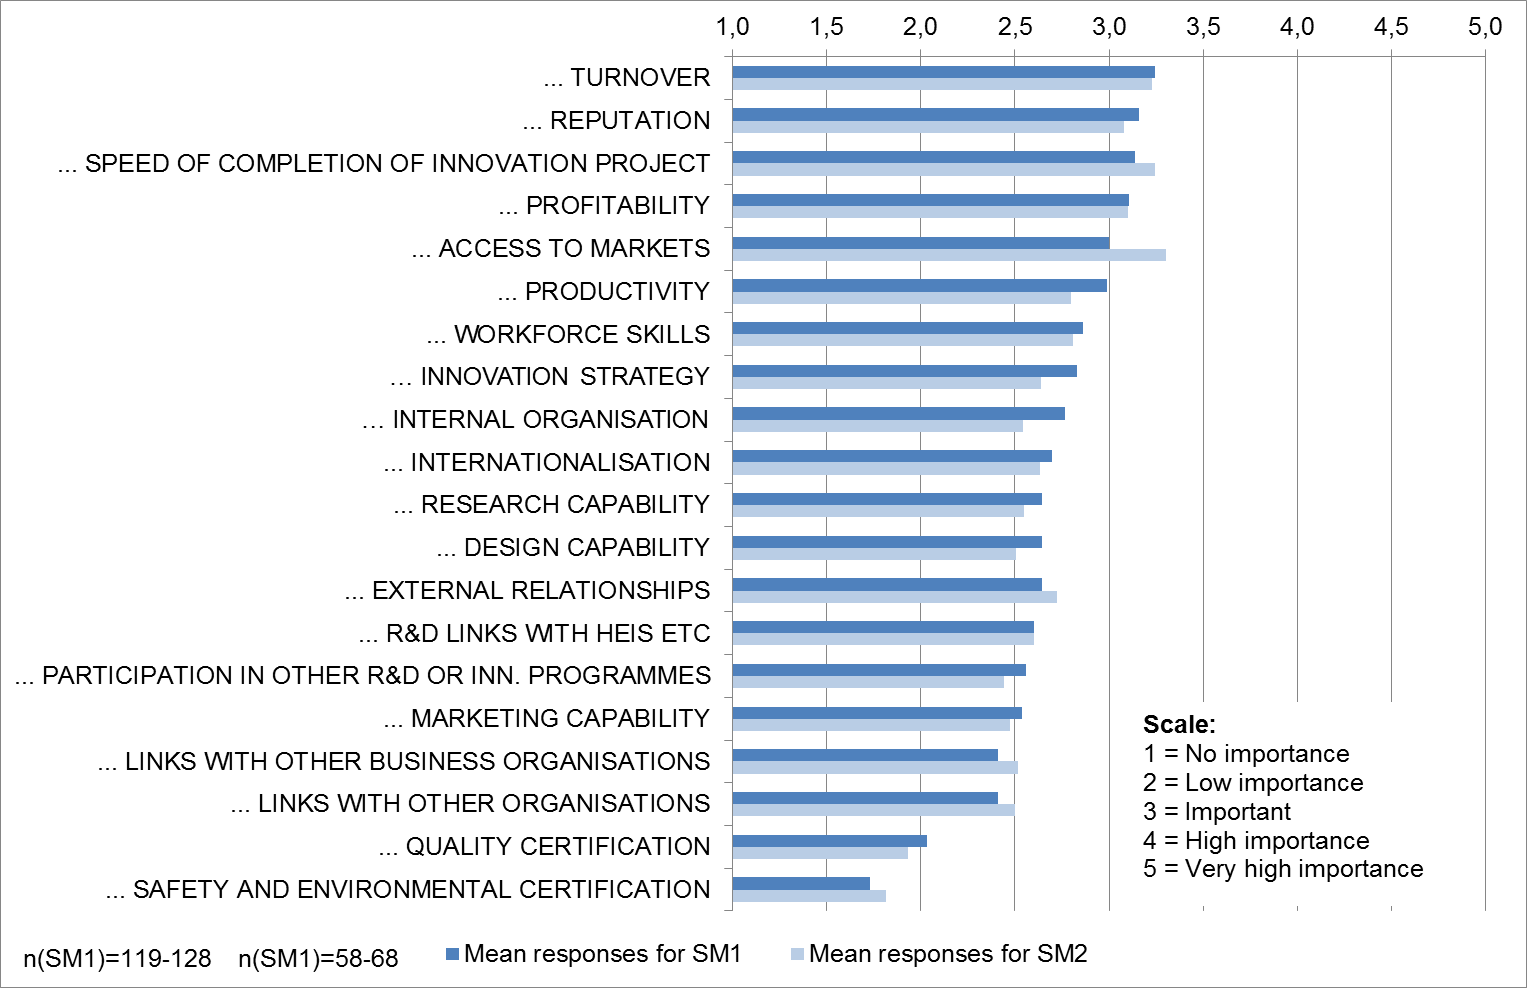 1,0 1,5 2,0 2,5 3,0 3,5 4,0 4,5 5,0
... TURNOVER
... REPUTATION
... SPEED OF COMPLETION OF INNOVATION PROJECT
... PROFITABILITY
... ACCESS TO MARKETS
... PRODUCTIVITY
... WORKFORCE SKILLS
... INNOVATION STRATEGY
... INTERNAL ORGANISATION
... INTERNATIONALISATION
... RESEARCH CAPABILITY
... DESIGN CAPABILITY
... EXTERNAL RELATIONSHIPS
... R&D LINKS WITH HEIS ETC
... PARTICIPATION IN OTHER R&D OR INN. PROGRAMMES
... MARKETING CAPABILITY
... LINKS WITH OTHER BUSINESS ORGANISATIONS
... LINKS WITH OTHER ORGANISATIONS
... QUALITY CERTIFICATION
... SAFETY AND ENVIRONMENTAL CERTIFICATION
Scale:
1 = No importance
2 = Low importance
3 = Important
4 = High importance
5 = Very high importance
n(SM1)=119-128 n(SM1)=58-68 Mean responses for SM1 Mean responses for SM2